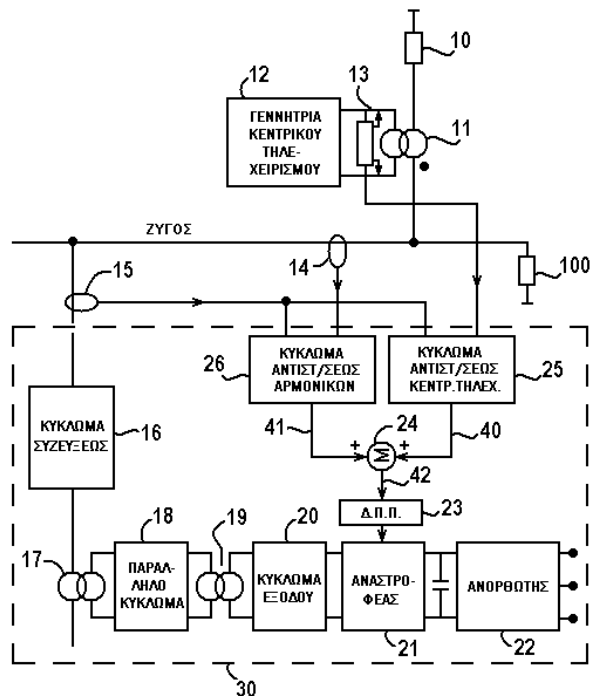 10
12
13
ΓΕΝΝΗΤΡΙΑ
ΚΕΝΤΡΙΚΟΥ
ΤΗΛΕ-
ΧΕΙΡΙΣΜΟΥ
11
ΖΥΓΟΣ
15
14
100
26
ΚΥΚΛΩΜΑ
ΑΝΤΙΣΤ/ΣΕΩΣ
ΑΡΜΟΝΙΚΩΝ
ΚΥΚΛΩΜΑ
ΑΝΤΙΣΤ/ΣΕΩΣ
ΚΕΝΤΡ.ΤΗΛΕΧ.
25
ΚΥΚΛΩΜΑ
ΣΥΖΕΥΞΕΩΣ
16
41
24
40
+ Μ +
42
Δ.Π.Π.
23
17
18
19
20
ΠΑΡΑΛ-
ΛΗΛΟ
ΚΥΚΛΩΜΑ
ΚΥΚΛΩΜΑ
ΕΞΟΔΟΥ
ΑΝΑΣΤΡΟ-
ΦΕΑΣ
ΑΝΟΡΘΩΤΗΣ
21
22
30